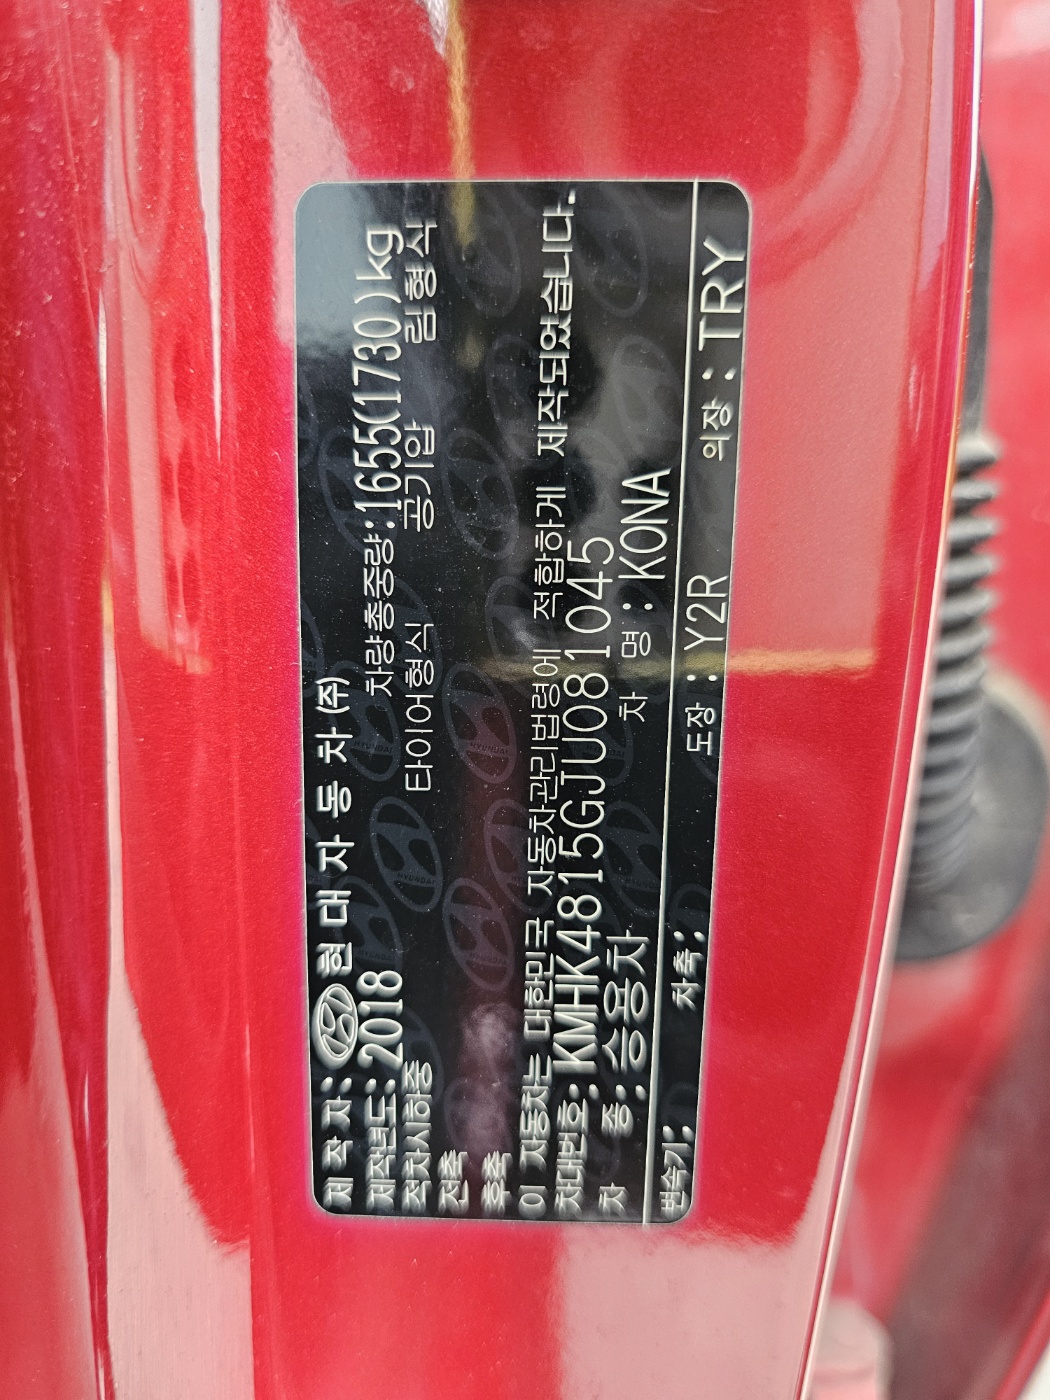 제 작 자: 현 대 자 동 차 (주)
제작년도: 2018 차량총중량:1655(1730)kg
적차시하중 타이어형식 공기압 림형식
전축
후축
이 자동차는 대한민국 자동차관리법령에 적합하게 제작되었습니다.
차대번호: KMHK4815GJU081045
차 종: 승용차 차 명: KONA
변속기: 차축: 도장: Y2R 의장: TRY
HYUNDAI